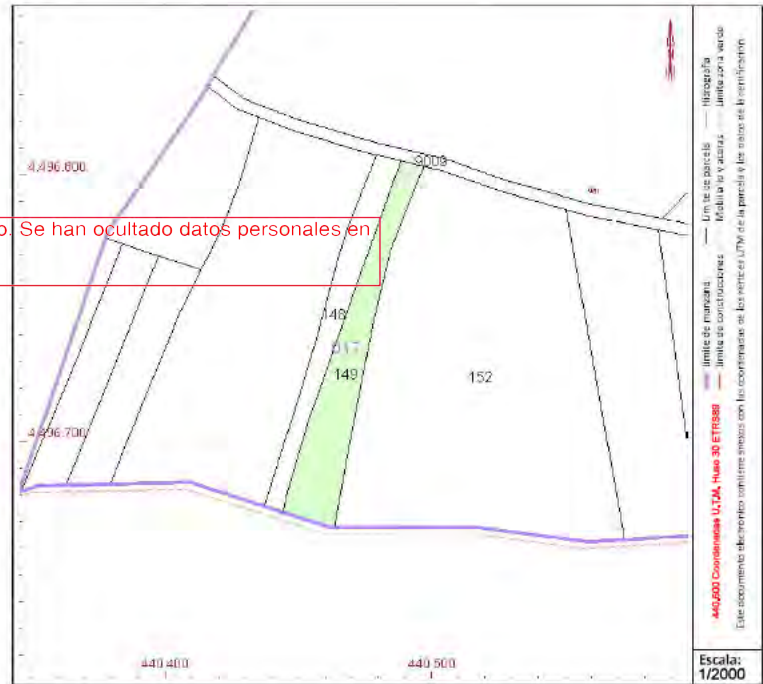 4,496,800
9009
o. Se han ocultado datos personales en
148
017
149
152
4,496,700
440,400
440,500
Límite de manzana
Límite de parcela
Hidrografía
Límite de construcciones
Mobiliario y aceras
Límite zona verde
440,600 Coordenadas U.T.M. Huso 30 ETRS89
Este documento electrónico contiene anexos con las coordenadas de los vértices UTM de la parcela y los datos de la
Escala:
1/2000